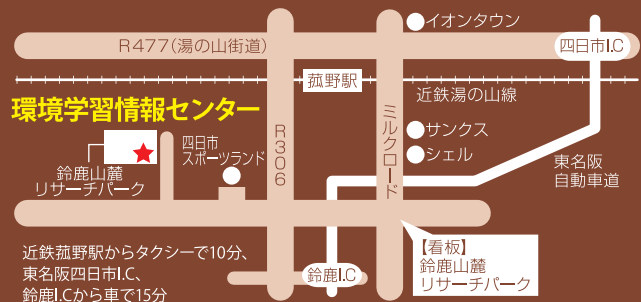 イオンタウン
R477(湯の山街道)
四日市I.C
菰野駅
近鉄湯の山線
環境学習情報センター
R306
ミルクロード
サンクス
シェル
四日市
スポーツランド
鈴鹿山麓
リサーチパーク
東名阪
自動車道
近鉄菰野駅からタクシーで10分、
東名阪四日市I.C、
鈴鹿I.Cから車で15分
鈴鹿I.C
【看板】
鈴鹿山麓
リサーチパーク